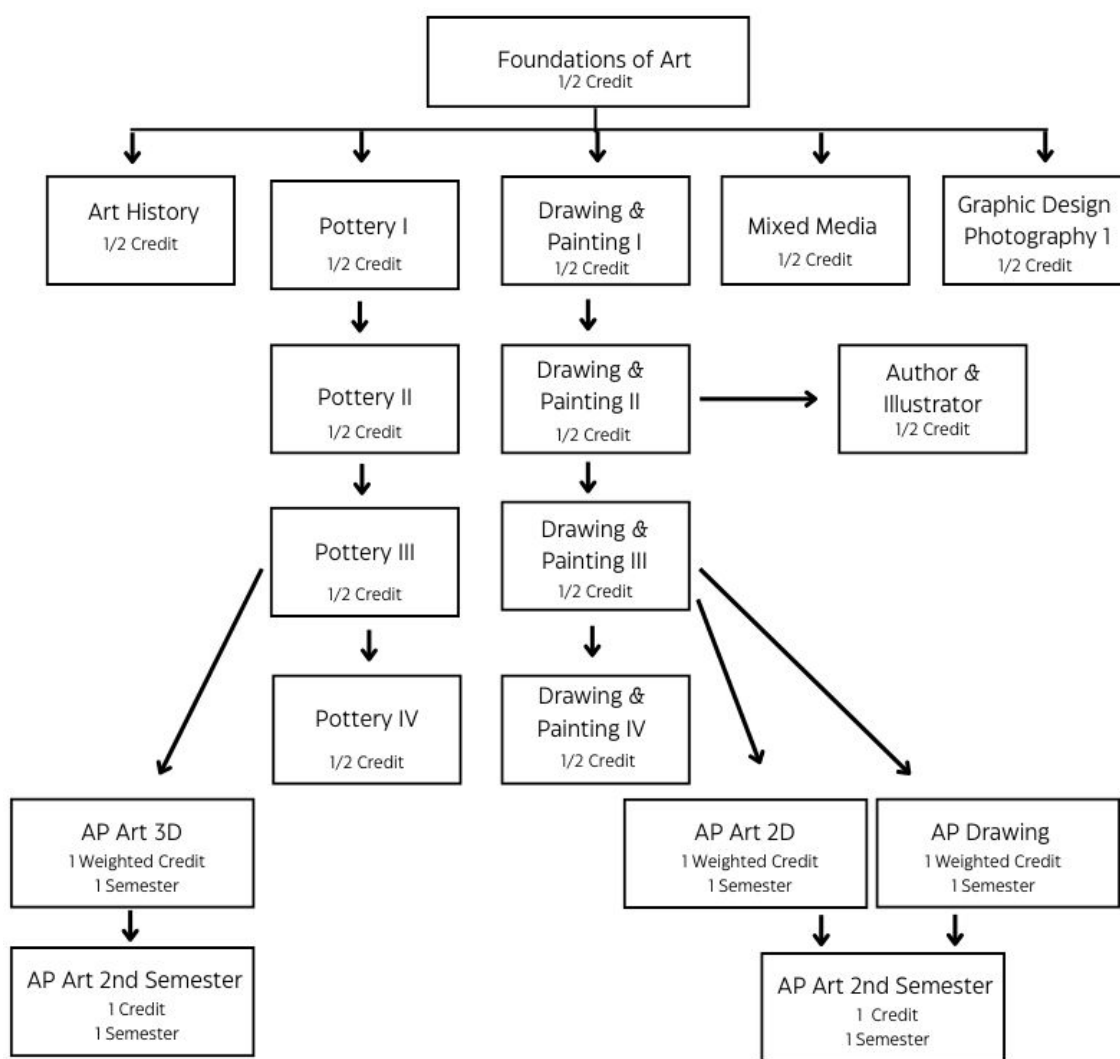 Foundations of Art
1/2 Credit
Art History
1/2 Credit
Pottery I
1/2 Credit
Drawing &
Painting I
1/2 Credit
Mixed Media
1/2 Credit
Graphic Design
Photography 1
1/2 Credit
Pottery II
1/2 Credit
Drawing &
Painting II
1/2 Credit
Author &
Illustrator
1/2 Credit
Pottery III
1/2 Credit
Drawing &
Painting III
1/2 Credit
Pottery IV
1/2 Credit
Drawing &
Painting IV
1/2 Credit
AP Art 3D
1 Weighted Credit
1 Semester
AP Art 2D
1 Weighted Credit
1 Semester
AP Drawing
1 Weighted Credit
1 Semester
AP Art 2nd Semester
1 Credit
1 Semester
AP Art 2nd Semester
1 Credit
1 Semester